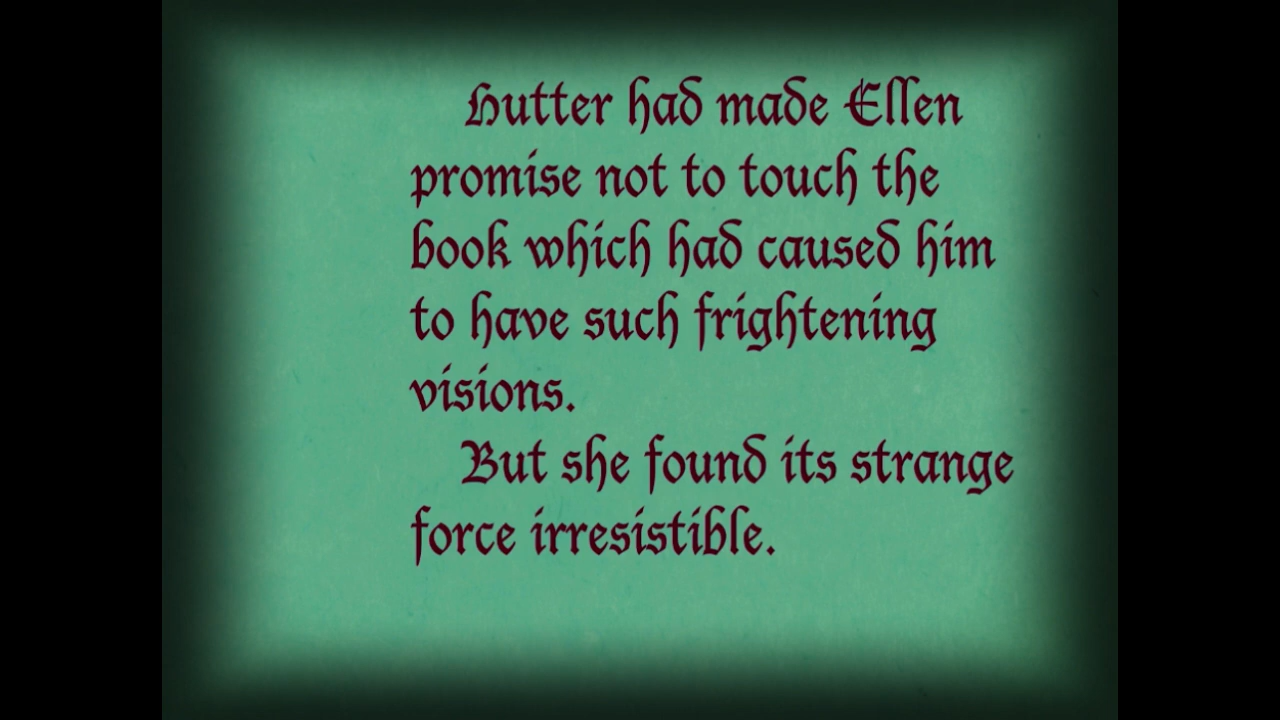 Hutter had made Ellen
promise not to touch the
book which had caused him
to have such frightening
visions.
But she found its strange
force irresistible.